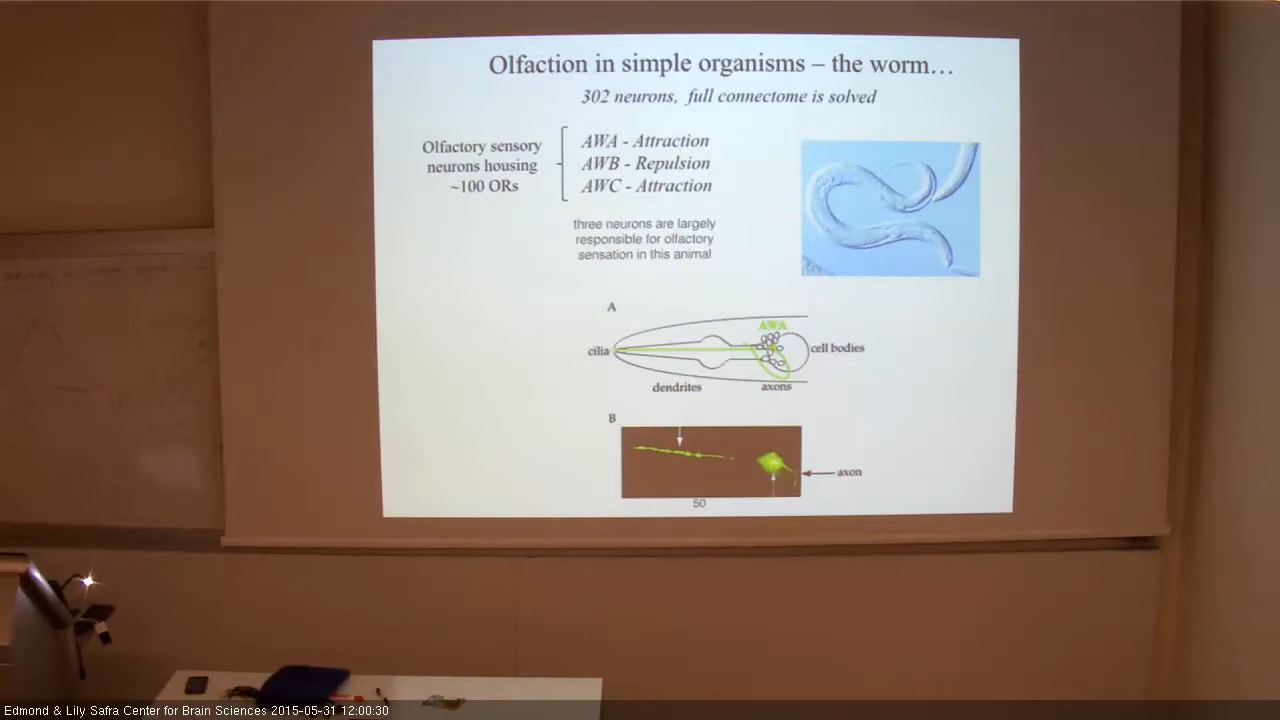 Olfaction in simple organisms – the worm…
302 neurons, full connectome is solved
Olfactory sensory
neurons housing
~100 ORs
AWA - Attraction
AWB - Repulsion
AWC - Attraction
three neurons are largely
responsible for olfactory
sensation in this animal
A
AWA
cilia
cell bodies
dendrites
axons
B
axon
50
Edmond & Lily Safra Center for Brain Sciences 2015-05-31 12:00:30